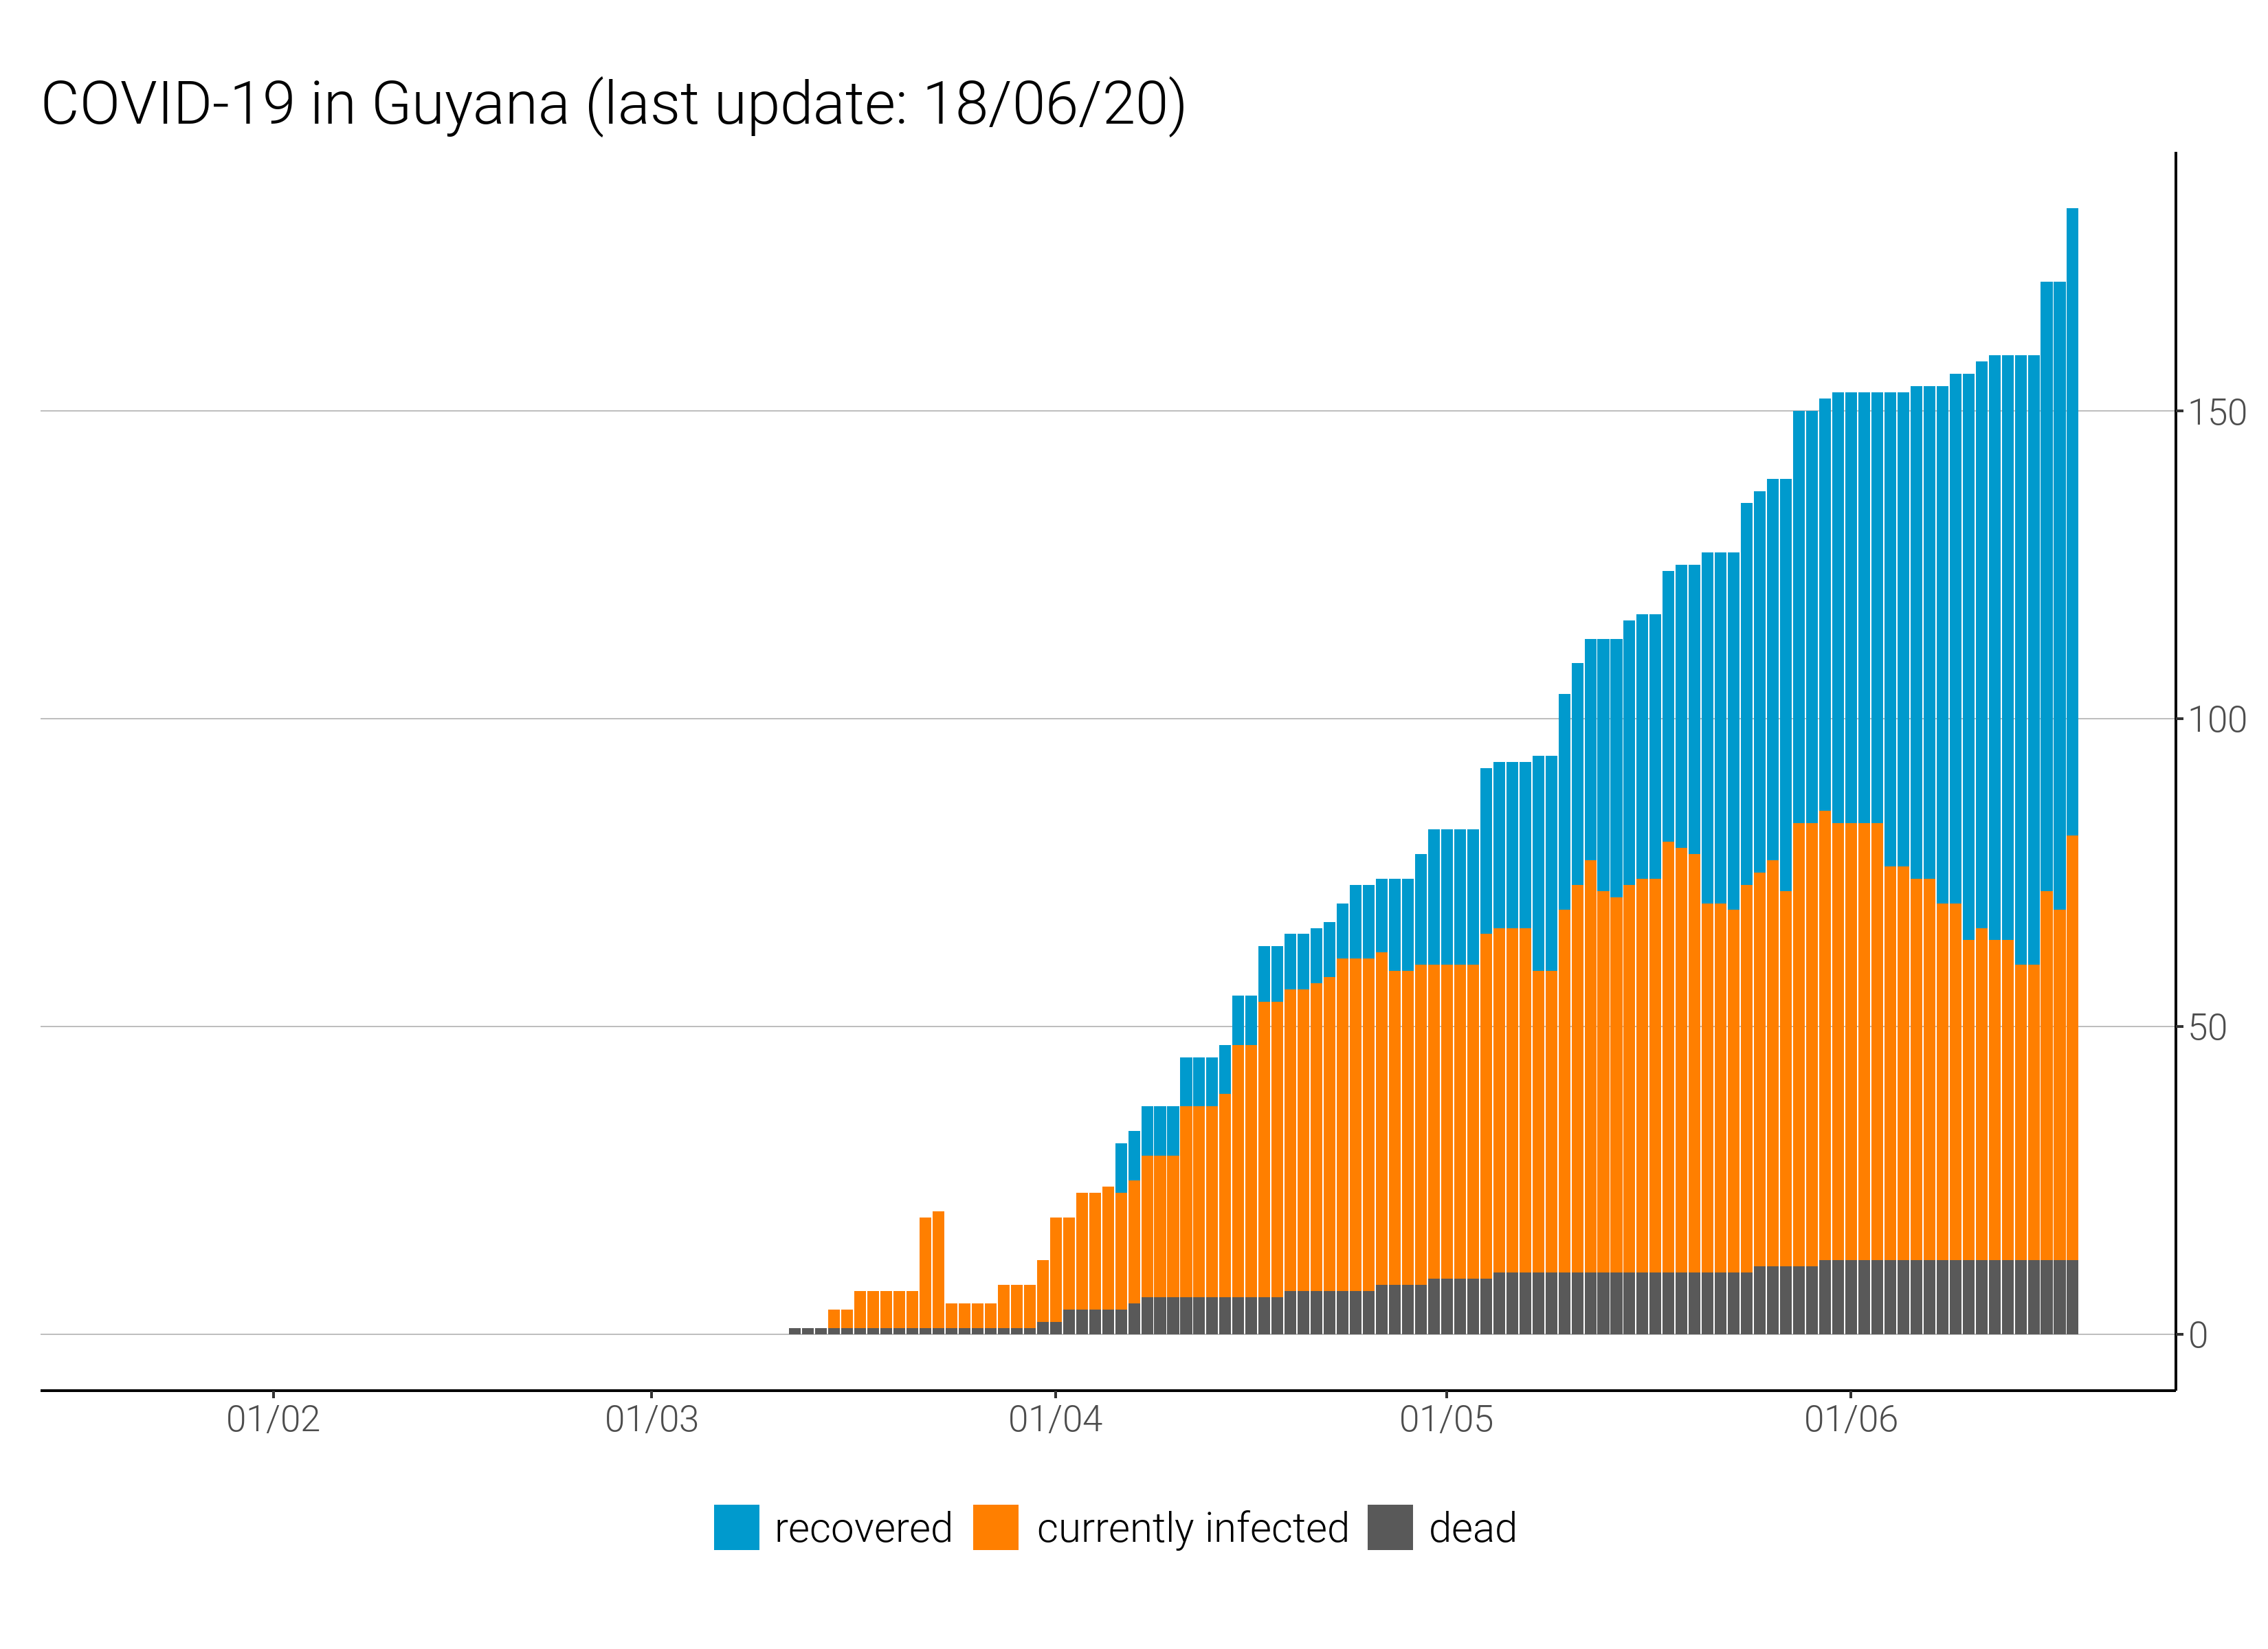 COVID-19 in Guyana (last update: 18/06/20)
150
100
50
0
01/02 01/03 01/04 01/05 01/06
recovered currently infected dead